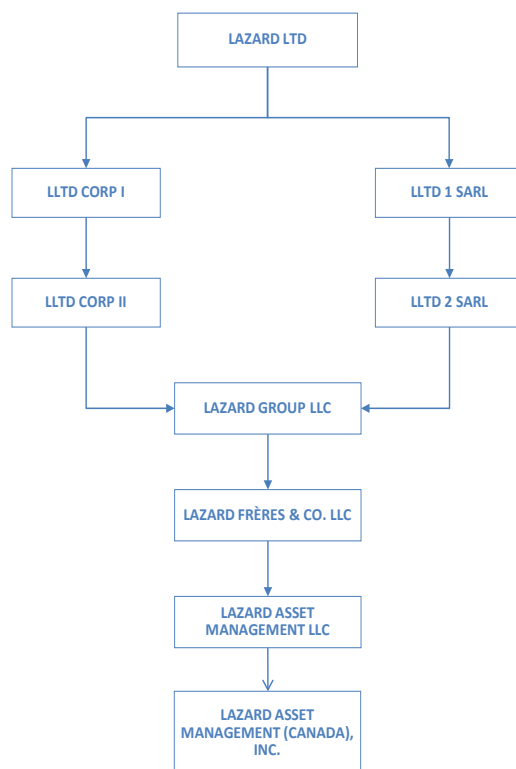 LAZARD LTD
LLTD CORP I
LLTD 1 SARL
LLTD CORP II
LLTD 2 SARL
LAZARD GROUP LLC
LAZARD FRÈRES & CO. LLC
LAZARD ASSET
MANAGEMENT LLC
LAZARD ASSET
MANAGEMENT (CANADA),
INC.